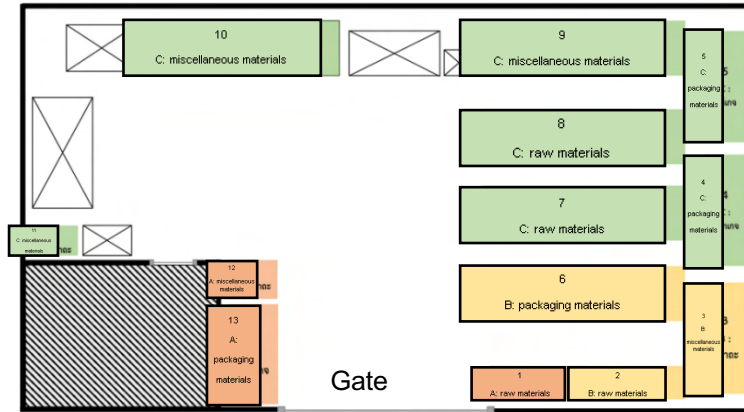 10
C: miscellaneous materials
9
C: miscellaneous materials
5
C:
packaging
materials
8
C: raw materials
4
C:
packaging
materials
7
C: raw materials
11
C: miscellaneous
materials
12
A: miscellaneous
materials
6
B: packaging materials
3
B
miscellaneous
materials
13
A:
packaging
materials
1
A: raw materials
2
B: raw materials
Gate